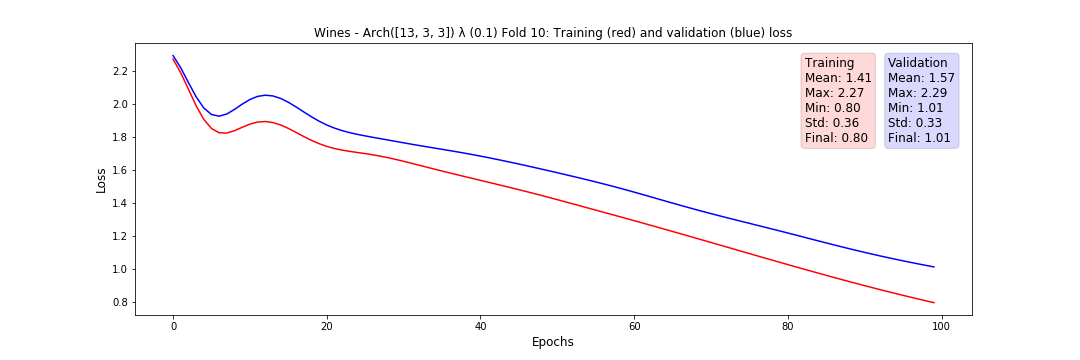 Wines - Arch([13, 3, 3]) λ (0.1) Fold 10: Training (red) and validation (blue) loss
Training
Mean: 1.41
Max: 2.27
Min: 0.80
Std: 0.36
Final: 0.80
Validation
Mean: 1.57
Max: 2.29
Min: 1.01
Std: 0.33
Final: 1.01
Loss
2.2
2.0
1.8
1.6
1.4
1.2
1.0
0.8
0
20
40
60
80
100
Epochs